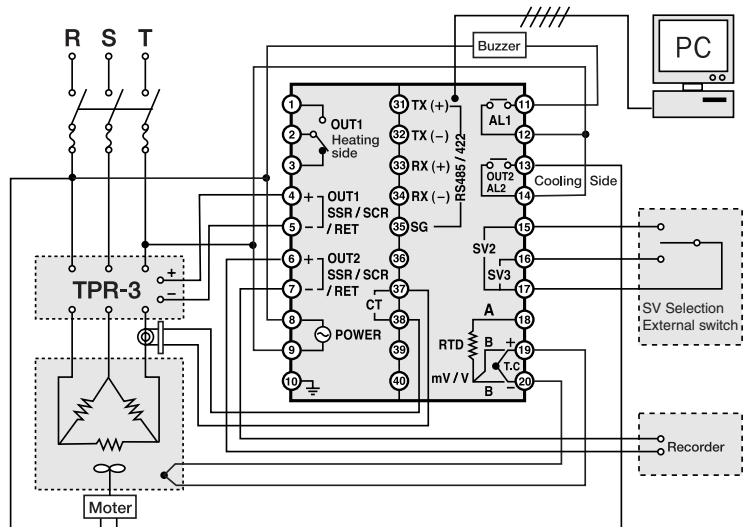 R S T
Buzzer
PC
1
2
3
4
5
6
7
8
9
10
OUT1
Heating
side
+ OUT1
SSR / SCR
- / RET
+ OUT2
SSR / SCR
- / RET
POWER
31 TX (+)
32 TX (-)
33 RX (+)
34 RX (-)
35 SG
36
37
38
39
40
CT
RS485 / 422
11
12
13
14
15
16
17
18
19
20
AL1
OUT2
AL2
Cooling Side
SV2
SV3
A
RTD
B +
T.C
mV / V
B -
TPR-3
+
-
SV Selection
External switch
Recorder
Moter